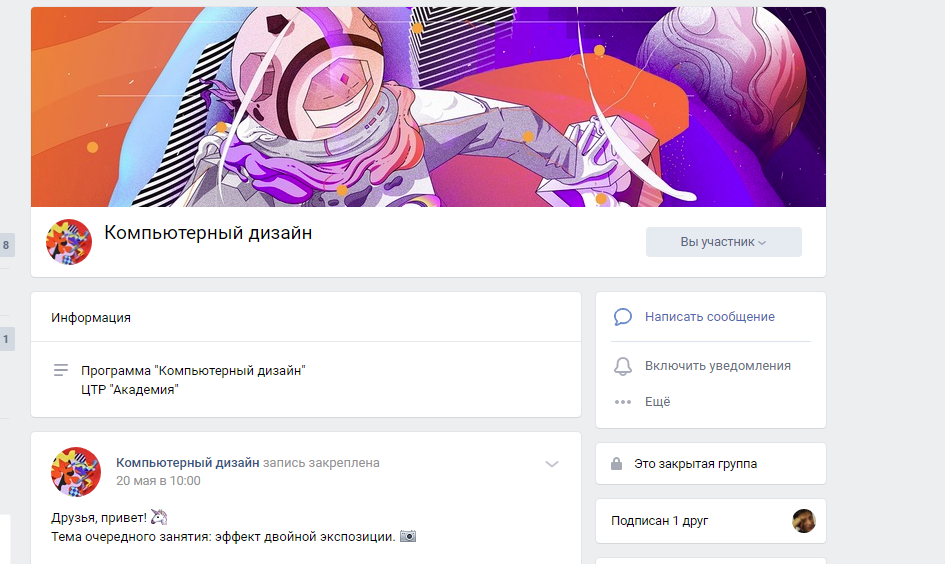 Компьютерный дизайн
Вы участник
8
1
Информация
Программа "Компьютерный дизайн"
ЦТР "Академия"
Компьютерный дизайн запись закреплена
20 мая в 10:00
Друзья, привет! 🦄
Тема очередного занятия: эффект двойной экспозиции. 📷
Написать сообщение
Включить уведомления
Ещё
Это закрытая группа
Подписан 1 друг